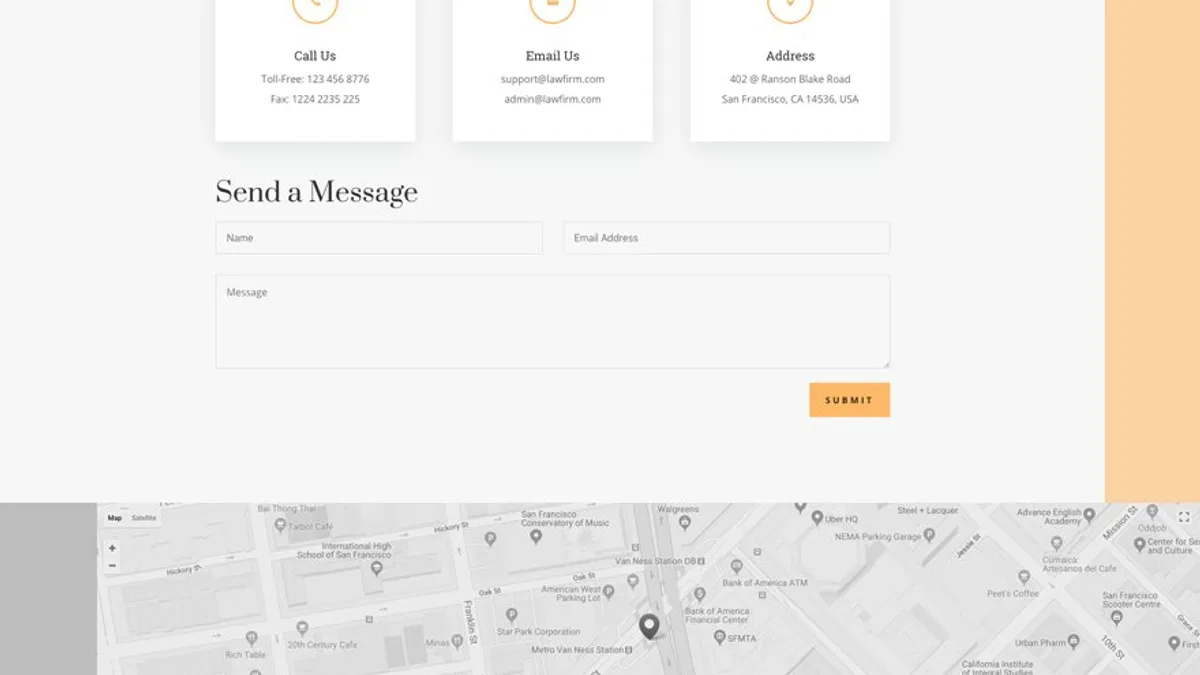 Call Us
Toll-Free: 123 456 8776
Fax: 1224 2235 225
Email Us
support@lawfirm.com
admin@lawfirm.com
Address
402 @ Ranson Blake Road
San Francisco, CA 14536, USA
Send a Message
Name
Email Address
Message
SUBMIT
Map
Satellite
+
−
Bai Thong Thai
Talbot Cafe
Hickory St
San Francisco
Conservatory of Music
Walgreens
Uber HQ
Steel + Lacquer
NEMA Parking Garage
Advance English
Academy
Mission St
Oddjob
Center for Se
and Culture
International High
School of San Francisco
Hickory St
Van Ness Station OB
Jessie St
Cumaica
Artesanos del Cafe
Oak St
Oak St
American West
Parking Lot
Bank of America ATM
Peet's Coffee
Franklin St
Bank of America
Financial Center
San Francisco
Scooter Centre
Grace
Star Park Corporation
SFMTA
Rich Table
20th Century Cafe
Minas
Metro Van Ness Station
Urban Pharm
10th St
First
California Institute
of Integral Studies